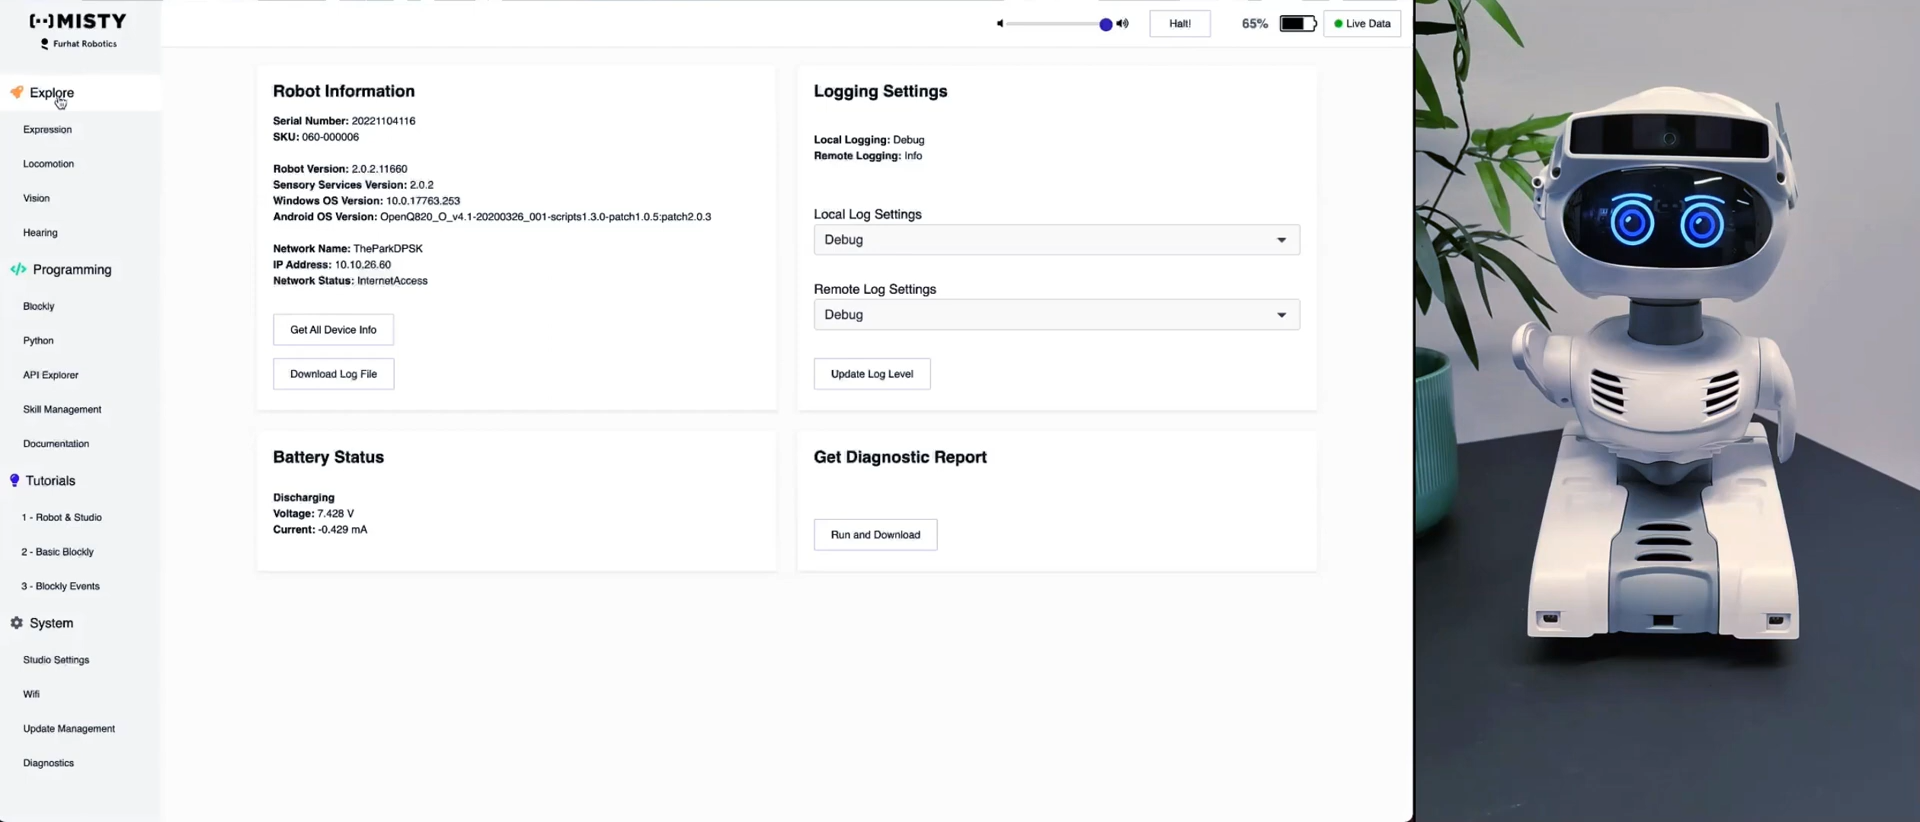 MISTY
Furhat Robotics
Explore
Expression
Locomotion
Vision
Hearing
Programming
Blockly
Python
API Explorer
Skill Management
Documentation
Tutorials
1 - Robot & Studio
2 - Basic Blockly
3 - Blockly Events
System
Studio Settings
Wifi
Update Management
Diagnostics
Halt!
65%
Live Data
Robot Information
Serial Number: 20221104116
SKU: 060-000006
Robot Version: 2.0.2.11660
Sensory Services Version: 2.0.2
Windows OS Version: 10.0.17763.253
Android OS Version: OpenQ820_O_v4.1-20200326_001-scripts1.3.0-patch1.0.5:patch2.0.3
Network Name: TheParkDPSK
IP Address: 10.10.26.60
Network Status: InternetAccess
Get All Device Info
Download Log File
Logging Settings
Local Logging: Debug
Remote Logging: Info
Local Log Settings
Debug
Remote Log Settings
Debug
Update Log Level
Battery Status
Discharging
Voltage: 7.428 V
Current: -0.429 mA
Get Diagnostic Report
Run and Download